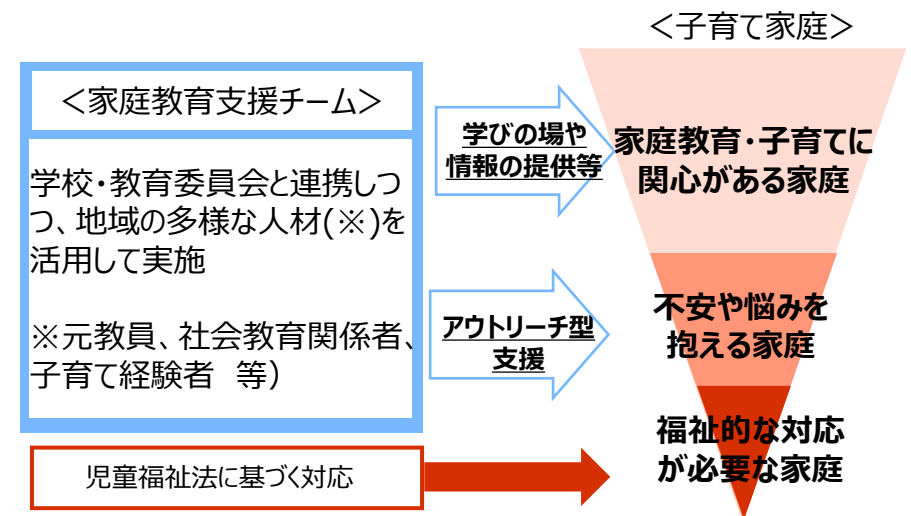 ＜子育て家庭＞
＜家庭教育支援チーム＞
学校・教育委員会と連携しつ
つ、地域の多様な人材(※)を
活用して実施
※元教員、社会教育関係者、
子育て経験者　等）
学びの場や
情報の提供等
家庭教育・子育てに
関心がある家庭
アウトリーチ型
支援
不安や悩みを
抱える家庭
児童福祉法に基づく対応
福祉的な対応
が必要な家庭